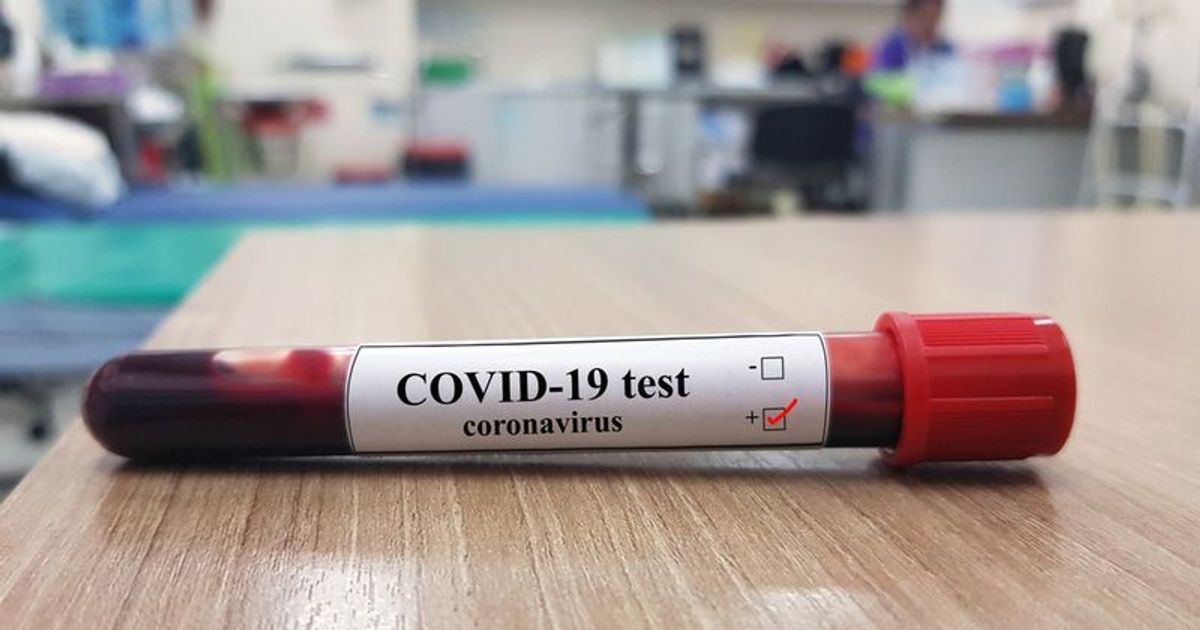 COVID-19 test
coronavirus
- ☐
+ ☑